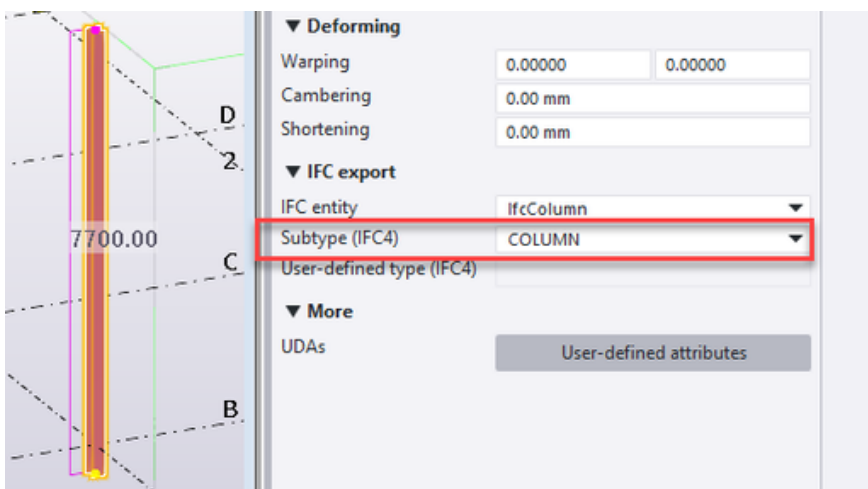 D
2
7700.00
C
B
▼ Deforming
Warping 0.00000 0.00000
Cambering 0.00 mm
Shortening 0.00 mm
▼ IFC export
IFC entity IfcColumn
Subtype (IFC4) COLUMN
User-defined type (IFC4)
▼ More
UDAs User-defined attributes